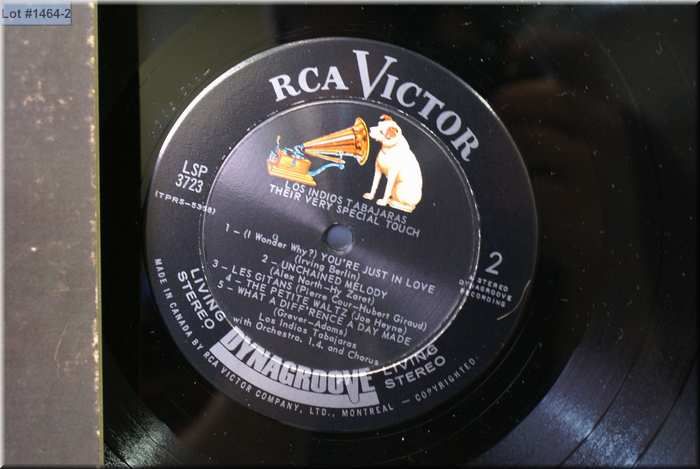 Lot #1464-2
RCA VICTOR
LSP
3723
LOS INDIOS TABAJARAS
THEIR VERY SPECIAL TOUCH
1 - (I Wonder Why?) YOU'RE JUST IN LOVE
(Irving Berlin)
2 - UNCHAINED MELODY
(Alex North-Hy Zaret)
3 - LES GITANS (Pierre Cour-Hubert Giraud)
4 - THE PETITE WALTZ (Joe Heyne)
5 - WHAT A DIFF'RENCE A DAY MADE
(Grever-Adams)
Los Indios Tabajaras
with Orchestra, 1,4, and Chorus
2
STEREO
DYNAGROOVE
RECORDING
LIVING
STEREO
DYNAGROOVE
LIVING
STEREO
MADE IN CANADA BY RCA VICTOR COMPANY, LTD., MONTREAL - COPYRIGHTED.